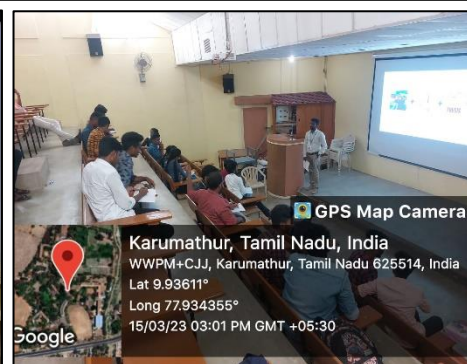 GPS Map Camera
Karumathur, Tamil Nadu, India
WWPM+CJJ, Karumathur, Tamil Nadu 625514, India
Lat 9.93611°
Long 77.934355°
15/03/23 03:01 PM GMT +05:30
Google